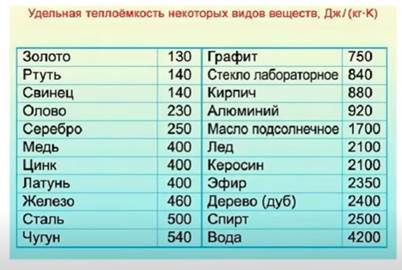 Удельная теплоёмкость некоторых видов веществ, Дж/(кг·К)
Золото 130 Графит 750
Ртуть 140 Стекло лабораторное 840
Свинец 140 Кирпич 880
Олово 230 Алюминий 920
Серебро 250 Масло подсолнечное 1700
Медь 400 Лед 2100
Цинк 400 Керосин 2100
Латунь 400 Эфир 2350
Железо 460 Дерево (дуб) 2400
Сталь 500 Спирт 2500
Чугун 540 Вода 4200